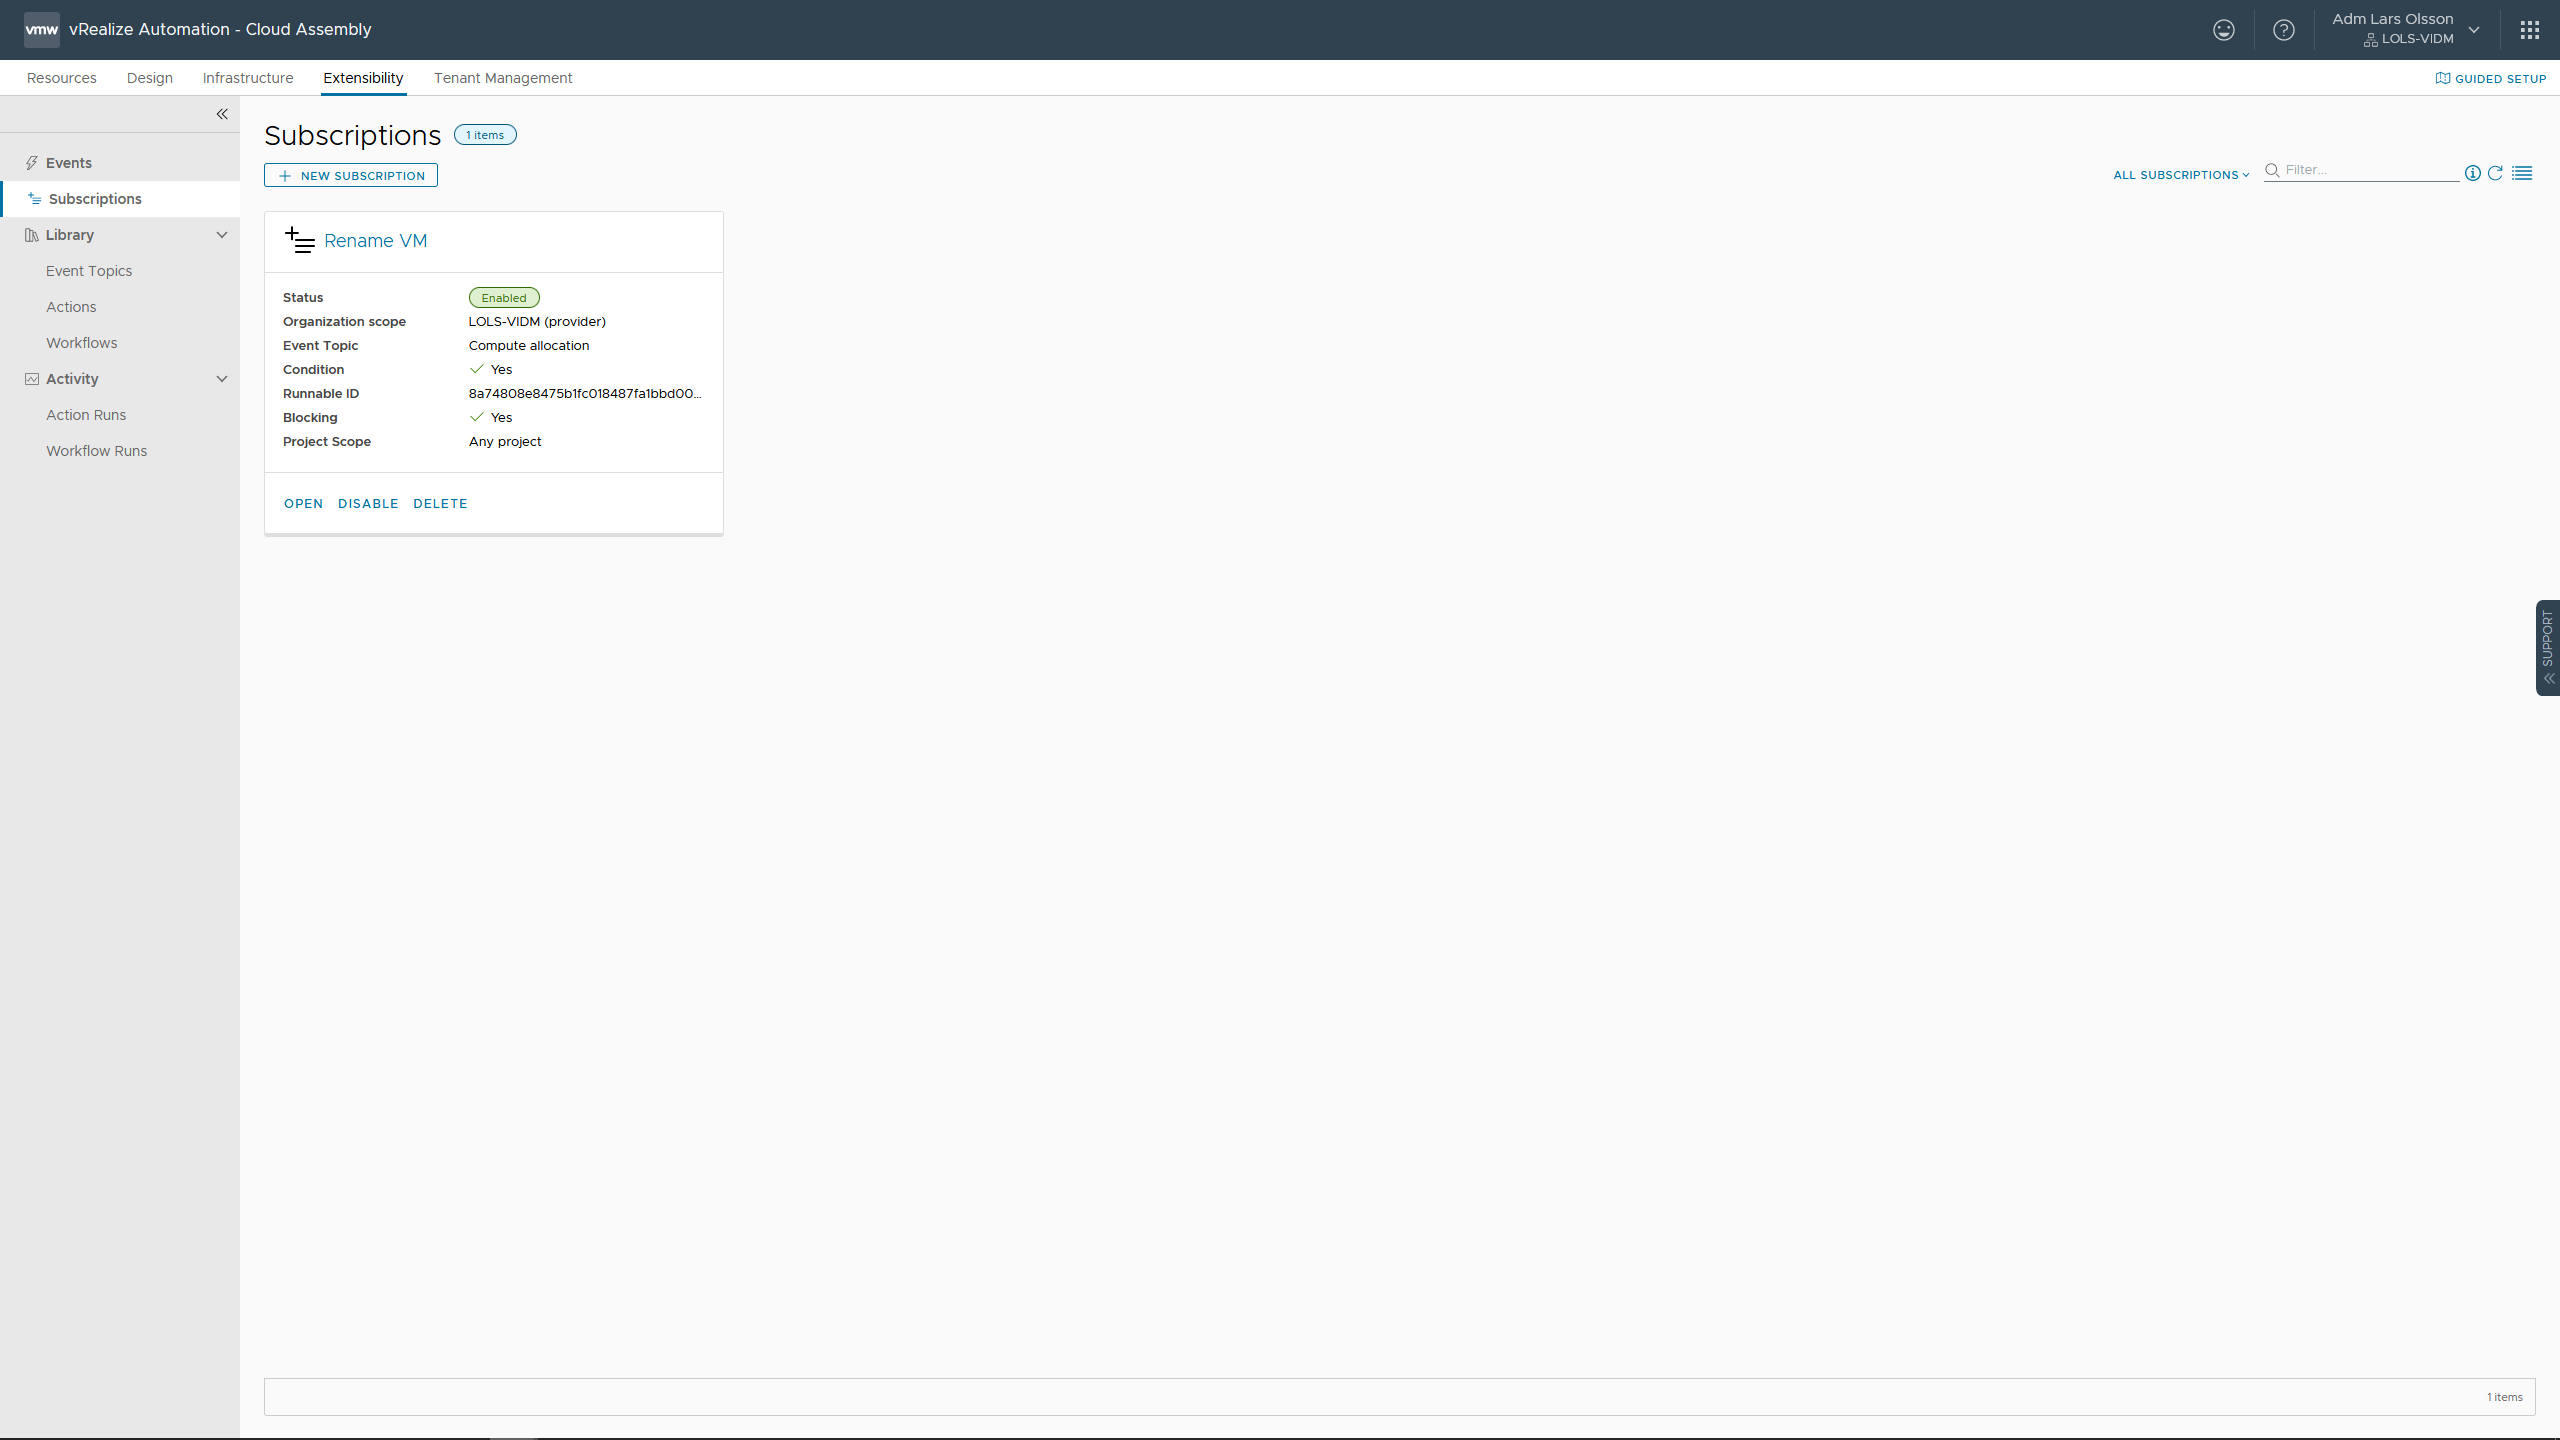 vmw vRealize Automation - Cloud Assembly
Adm Lars Olsson
LOLS-VIDM
Resources Design Infrastructure Extensibility Tenant Management
GUIDED SETUP
Events
Subscriptions
Library
Event Topics
Actions
Workflows
Activity
Action Runs
Workflow Runs
Subscriptions 1 items
NEW SUBSCRIPTION
ALL SUBSCRIPTIONS Filter...
Rename VM
Status Enabled
Organization scope LOLS-VIDM (provider)
Event Topic Compute allocation
Condition Yes
Runnable ID 8a74808e8475b1fc018487fa1bbd00...
Blocking Yes
Project Scope Any project
OPEN DISABLE DELETE
SUPPORT
1 items